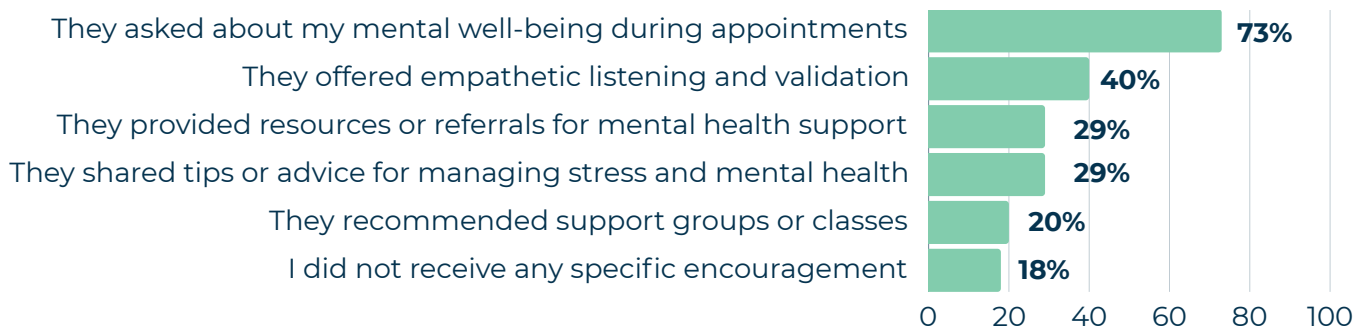 They asked about my mental well-being during appointments 73%
They offered empathetic listening and validation 40%
They provided resources or referrals for mental health support 29%
They shared tips or advice for managing stress and mental health 29%
They recommended support groups or classes 20%
I did not receive any specific encouragement 18%
0 20 40 60 80 100